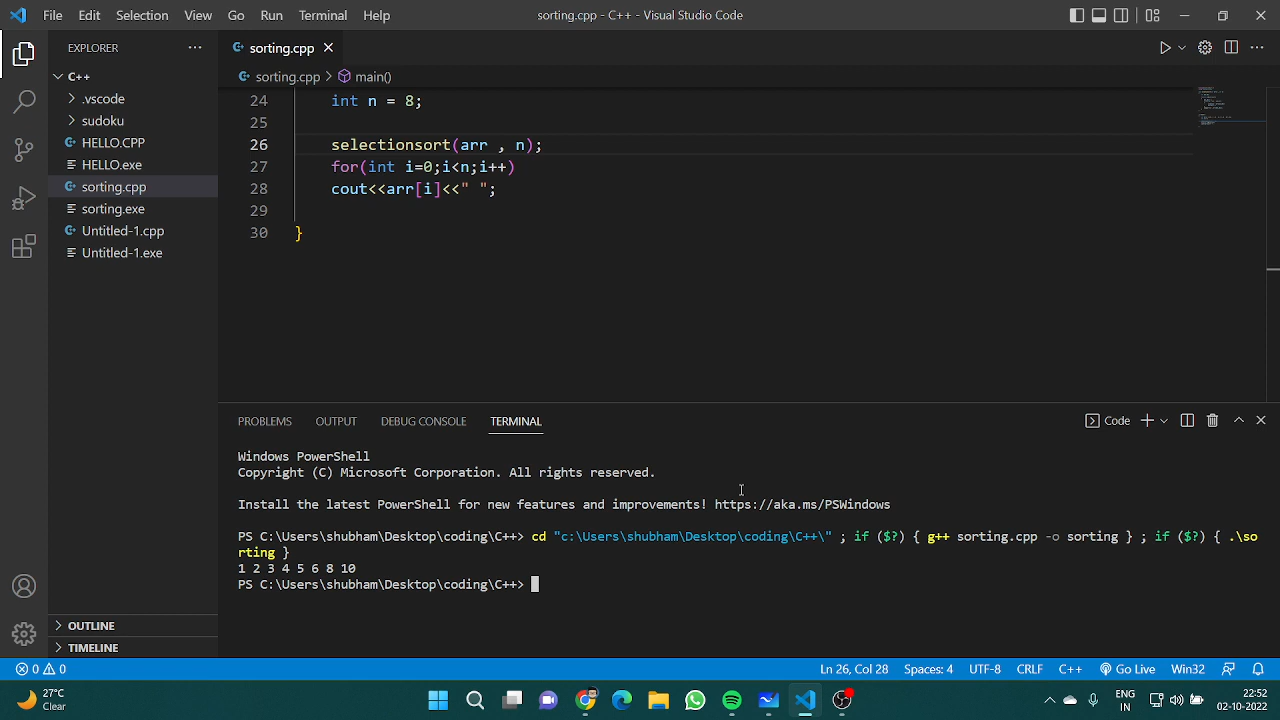 File Edit Selection View Go Run Terminal Help sorting.cpp - C++ - Visual Studio Code
EXPLORER
C++
.vscode
sudoku
HELLO.CPP
HELLO.exe
sorting.cpp
sorting.exe
Untitled-1.cpp
Untitled-1.exe
OUTLINE
TIMELINE
sorting.cpp
sorting.cpp > main()
24 int n = 8;
25
26 selectionsort(arr , n);
27 for(int i=0;i<n;i++)
28 cout<<arr[i]<<" ";
29
30 }
PROBLEMS OUTPUT DEBUG CONSOLE TERMINAL Code
Windows PowerShell
Copyright (C) Microsoft Corporation. All rights reserved.
Install the latest PowerShell for new features and improvements! https://aka.ms/PSWindows
PS C:\Users\shubham\Desktop\coding\C++> cd "c:\Users\shubham\Desktop\coding\C++\" ; if ($?) { g++ sorting.cpp -o sorting } ; if ($?) { .\so
rting }
1 2 3 4 5 6 8 10
PS C:\Users\shubham\Desktop\coding\C++>
0 0 Ln 26, Col 28 Spaces: 4 UTF-8 CRLF C++ Go Live Win32
27°C
Clear
ENG
IN
22:52
02-10-2022